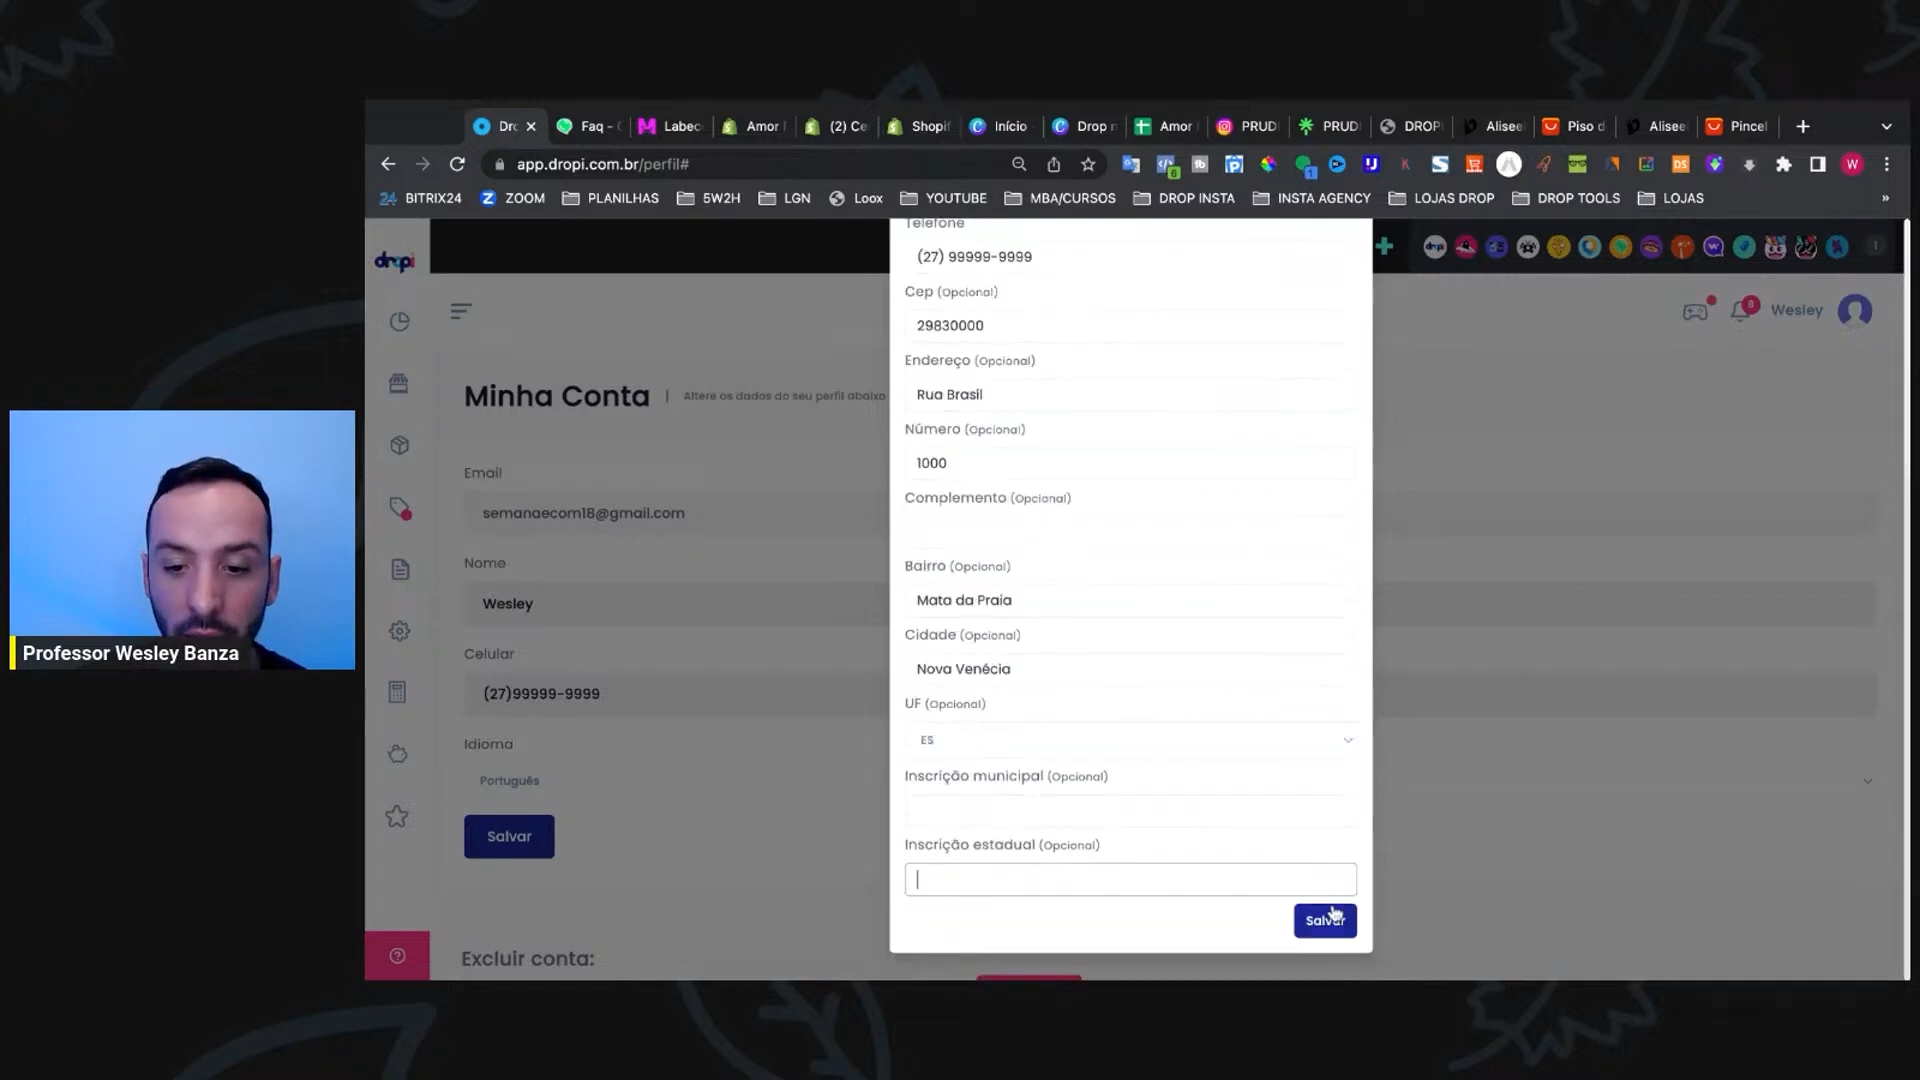 Dro
Faq - (
Labec
Amor
(2) Ce
Shopif
Início
Drop n
Amor
PRUD
PRUD
DROP
Alisee
Piso d
Alisee
Pincel
app.dropi.com.br/perfil#
BITRIX24
ZOOM
PLANILHAS
5W2H
LGN
Loox
YOUTUBE
MBA/CURSOS
DROP INSTA
INSTA AGENCY
LOJAS DROP
DROP TOOLS
LOJAS
»
dropi
Wesley
Minha Conta | Altere os dados do seu perfil abaixo
Email
semanaecom18@gmail.com
Nome
Wesley
Celular
(27)99999-9999
Idioma
Português
Salvar
Excluir conta:
Telefone
(27) 99999-9999
Cep (Opcional)
29830000
Endereço (Opcional)
Rua Brasil
Número (Opcional)
1000
Complemento (Opcional)
Bairro (Opcional)
Mata da Praia
Cidade (Opcional)
Nova Venécia
UF (Opcional)
ES
Inscrição municipal (Opcional)
Inscrição estadual (Opcional)
Salvar
Professor Wesley Banza